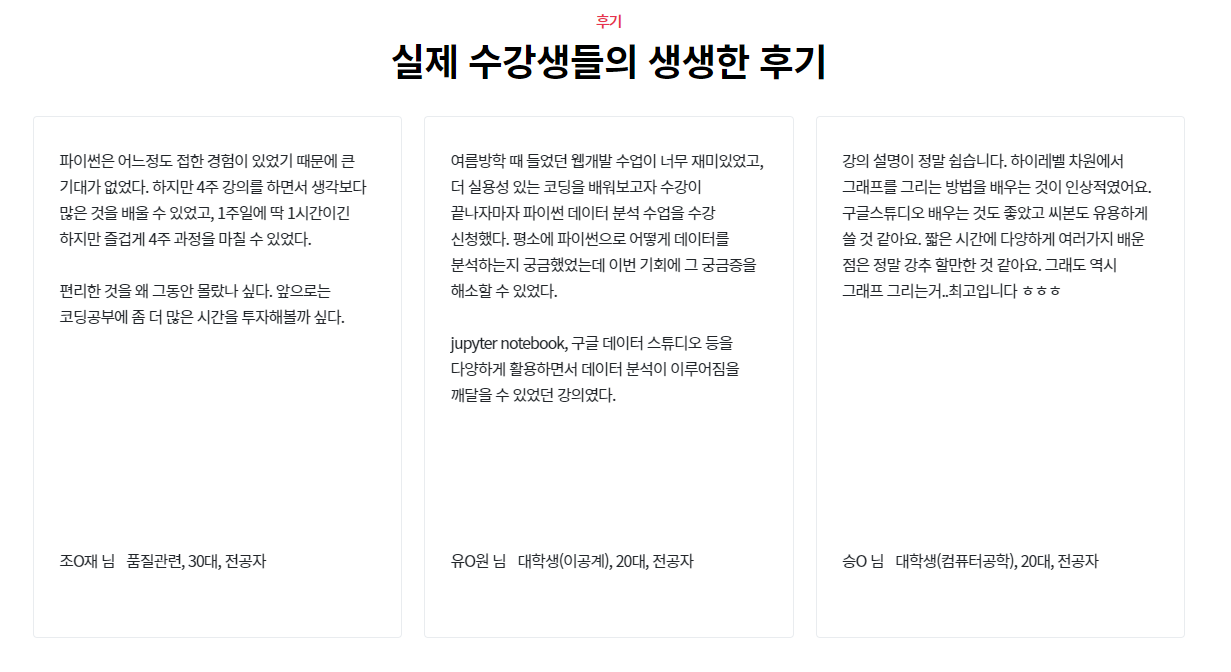 후기
실제 수강생들의 생생한 후기
파이썬은 어느정도 접한 경험이 있었기 때문에 큰
기대가 없었다. 하지만 4주 강의를 하면서 생각보다
많은 것을 배울 수 있었고, 1주일에 딱 1시간이긴
하지만 즐겁게 4주 과정을 마칠 수 있었다.
편리한 것을 왜 그동안 몰랐나 싶다. 앞으로는
코딩공부에 좀 더 많은 시간을 투자해볼까 싶다.
조O재 님 품질관련, 30대, 전공자
여름방학 때 들었던 웹개발 수업이 너무 재미있었고,
더 실용성 있는 코딩을 배워보고자 수강이
끝나자마자 파이썬 데이터 분석 수업을 수강
신청했다. 평소에 파이썬으로 어떻게 데이터를
분석하는지 궁금했었는데 이번 기회에 그 궁금증을
해소할 수 있었다.
jupyter notebook, 구글 데이터 스튜디오 등을
다양하게 활용하면서 데이터 분석이 이루어짐을
깨달을 수 있었던 강의였다.
유O원 님 대학생(이공계), 20대, 전공자
강의 설명이 정말 쉽습니다. 하이레벨 차원에서
그래프를 그리는 방법을 배우는 것이 인상적였어요.
구글스튜디오 배우는 것도 좋았고 씨본도 유용하게
쓸 것 같아요. 짧은 시간에 다양하게 여러가지 배운
점은 정말 강추 할만한 것 같아요. 그래도 역시
그래프 그리는거..최고입니다 ㅎㅎㅎ
승O 님 대학생(컴퓨터공학), 20대, 전공자